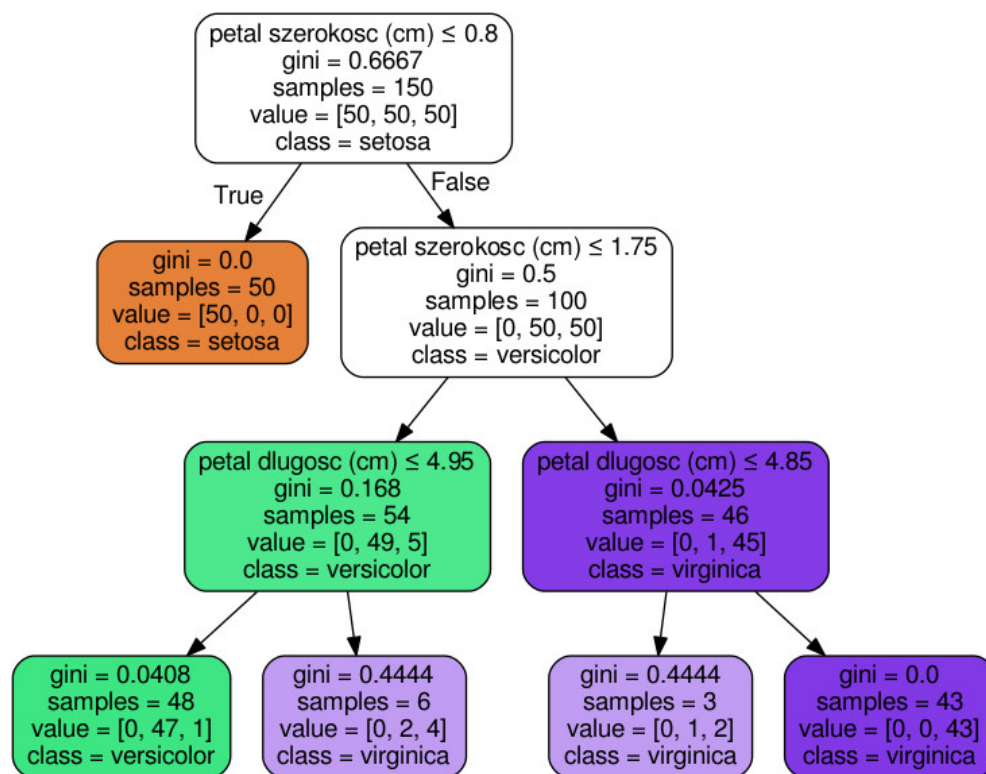 petal szerokosc (cm) ≤ 0.8
gini = 0.6667
samples = 150
value = [50, 50, 50]
class = setosa
True
False
gini = 0.0
samples = 50
value = [50, 0, 0]
class = setosa
petal szerokosc (cm) ≤ 1.75
gini = 0.5
samples = 100
value = [0, 50, 50]
class = versicolor
petal dlugosc (cm) ≤ 4.95
gini = 0.168
samples = 54
value = [0, 49, 5]
class = versicolor
petal dlugosc (cm) ≤ 4.85
gini = 0.0425
samples = 46
value = [0, 1, 45]
class = virginica
gini = 0.0408
samples = 48
value = [0, 47, 1]
class = versicolor
gini = 0.4444
samples = 6
value = [0, 2, 4]
class = virginica
gini = 0.4444
samples = 3
value = [0, 1, 2]
class = virginica
gini = 0.0
samples = 43
value = [0, 0, 43]
class = virginica